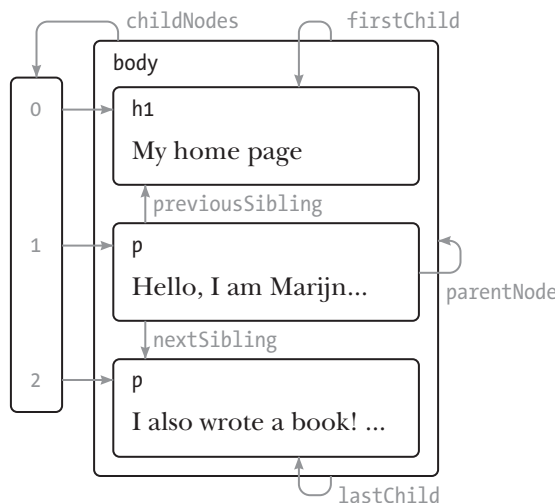 childNodes
firstChild
body
0
h1
My home page
previousSibling
1
p
Hello, I am Marijn...
parentNode
nextSibling
2
p
I also wrote a book! ...
lastChild